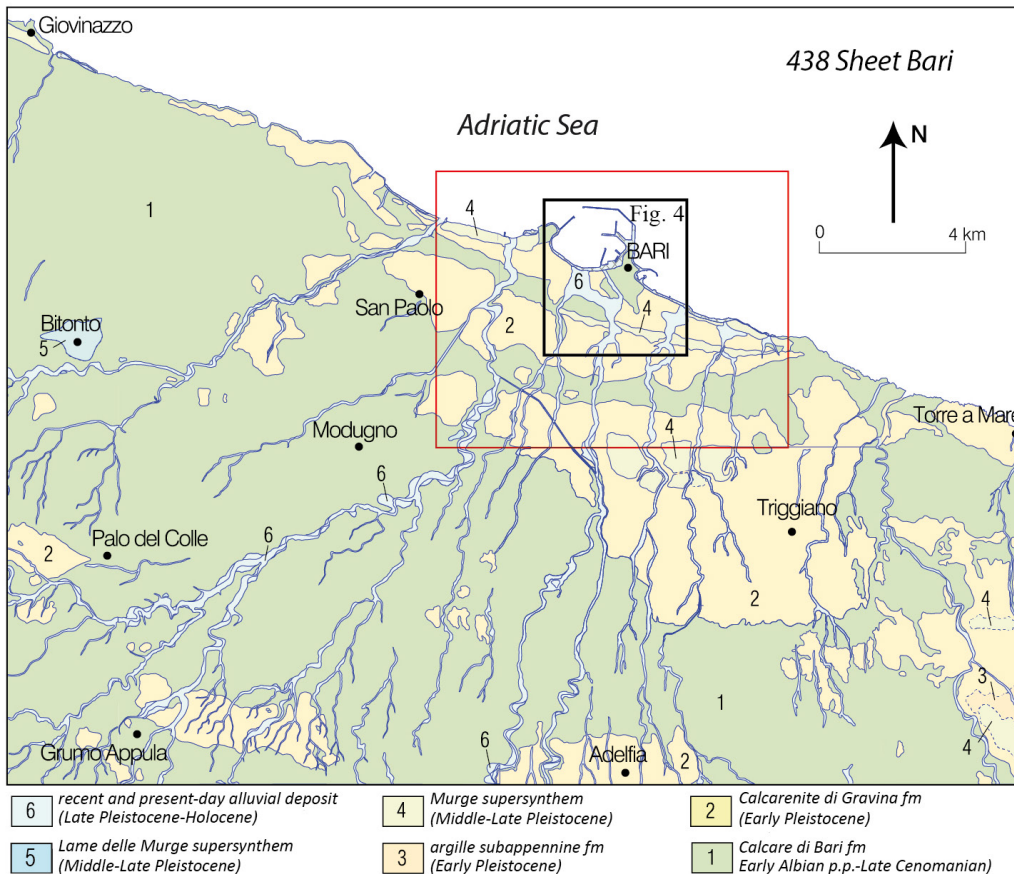 Giovinazzo
438 Sheet Bari
Adriatic Sea
N
1
4
Fig. 4
0 4 km
BARI
6
San Paolo
4
2
Bitonto
5
Torre a Mare
Modugno
4
6
Triggiano
Palo del Colle
6
2
2
4
3
1
4
Grumo Appula
6
Adelfia
2
6 recent and present-day alluvial deposit
(Late Pleistocene-Holocene)
4 Murge supersynthem
(Middle-Late Pleistocene)
2 Calcarenite di Gravina fm
(Early Pleistocene)
5 Lame delle Murge supersynthem
(Middle-Late Pleistocene)
3 argille subappennine fm
(Early Pleistocene)
1 Calcare di Bari fm
Early Albian p.p.-Late Cenomanian)